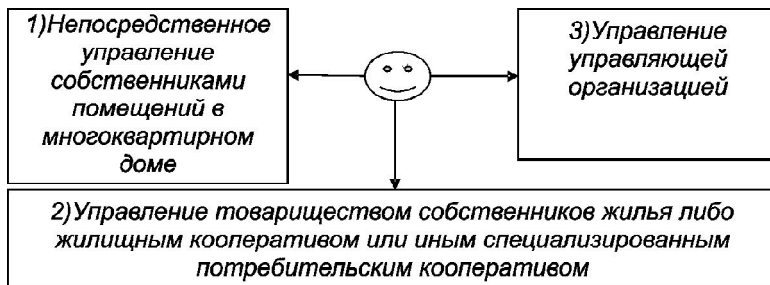 1)Непосредственное
управление
собственниками
помещений в
многоквартирном
доме
3)Управление
управляющей
организацией
2)Управление товариществом собственников жилья либо
жилищным кооперативом или иным специализированным
потребительским кооперативом